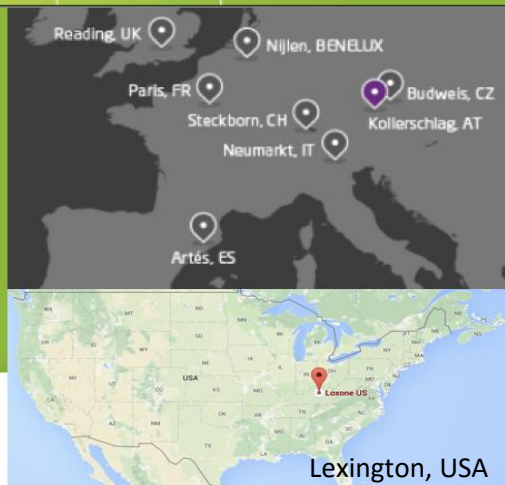 Reading, UK
Nijlen, BENELUX
Paris, FR
Budweis, CZ
Steckborn, CH
Kollerschlag, AT
Neumarkt, IT
Artés, ES
USA
Loxone US
Lexington, USA